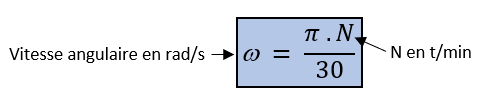 Vitesse angulaire en rad/s
ω = π . N / 30
N en t/min